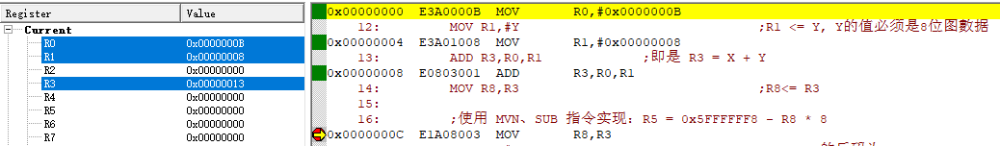 Register Value
Current
R0 0x0000000B
R1 0x00000008
R2 0x00000000
R3 0x00000013
R4 0x00000000
R5 0x00000000
R6 0x00000000
R7 0x00000000
0x00000000 E3A0000B MOV R0,#0x0000000B
12: MOV R1,#Y ;R1 <= Y, Y的值必须是8位图數据
0x00000004 E3A01008 MOV R1,#0x00000008
13: ADD R3,R0,R1 ;即是 R3 = X + Y
0x00000008 E0803001 ADD R3,R0,R1
14: MOV R8,R3 ;R8<= R3
15:
16: ;使用 MVN、SUB 指令实现：R5 = 0x5FFFFFF8 - R8 * 8
0x0000000C E1A08003 MOV R8,R3